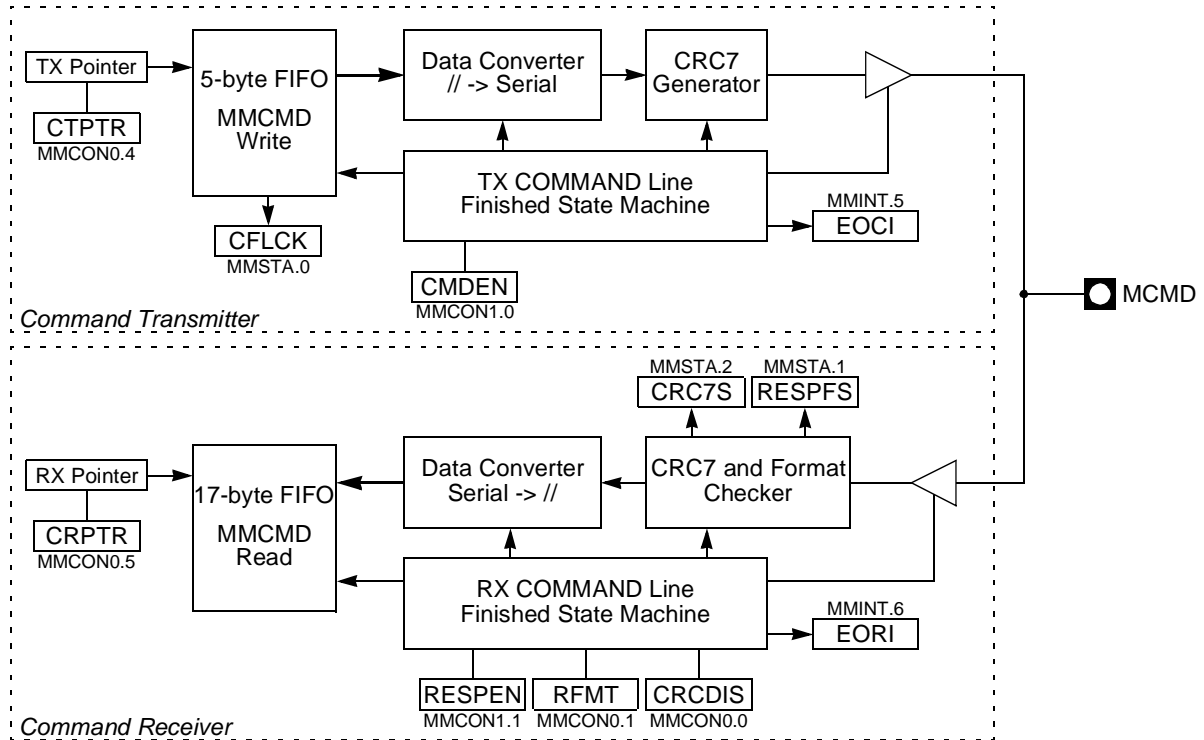 TX Pointer
CTPTR
MMCON0.4
5-byte FIFO
MMCMD
Write
CFLCK
MMSTA.0
Data Converter
// -> Serial
CRC7
Generator
TX COMMAND Line
Finished State Machine
MMINT.5
EOCI
CMDEN
MMCON1.0
Command Transmitter
MCMD
MMSTA.2
CRC7S
MMSTA.1
RESPFS
RX Pointer
CRPTR
MMCON0.5
17-byte FIFO
MMCMD
Read
Data Converter
Serial -> //
CRC7 and Format
Checker
RX COMMAND Line
Finished State Machine
MMINT.6
EORI
RESPEN
MMCON1.1
RFMT
MMCON0.1
CRCDIS
MMCON0.0
Command Receiver